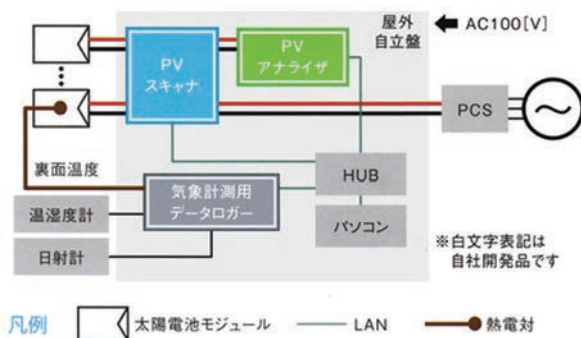 PV
スキャナ
PV
アナライザ
屋外
自立盤
AC100[V]
PCS
裏面温度
気象計測用
データロガー
HUB
温湿度計
日射計
パソコン
※白文字表記は
自社開発品です
凡例
太陽電池モジュール
LAN
熱電対